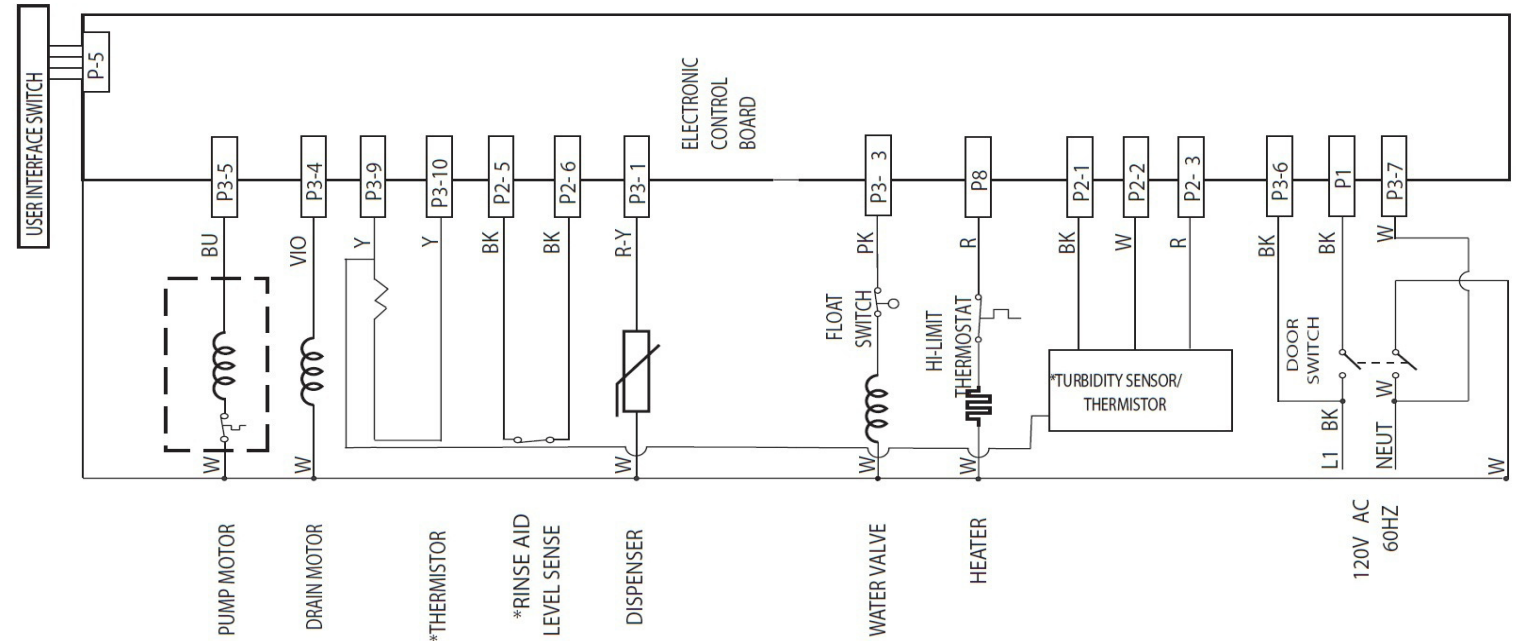 USER INTERFACE SWITCH
P-5
ELECTRONIC
CONTROL
BOARD
P3-5
P3-4
P3-9
P3-10
P2- 5
P2- 6
P3- 1
P3- 3
P8
P2-1
P2-2
P2- 3
P3-6
P1
P3-7
BU
VIO
Y
Y
BK
BK
R-Y
PK
R
BK
W
R
BK
BK
W
FLOAT
SWITCH
HI-LIMIT
THERMOSTAT
DOOR
SWITCH
*TURBIDITY SENSOR/
THERMISTOR
W
W
W
W
W
L1 BK
NEUT W
W
PUMP MOTOR
DRAIN MOTOR
*THERMISTOR
*RINSE AID
LEVEL SENSE
DISPENSER
WATER VALVE
HEATER
120V AC
60HZ